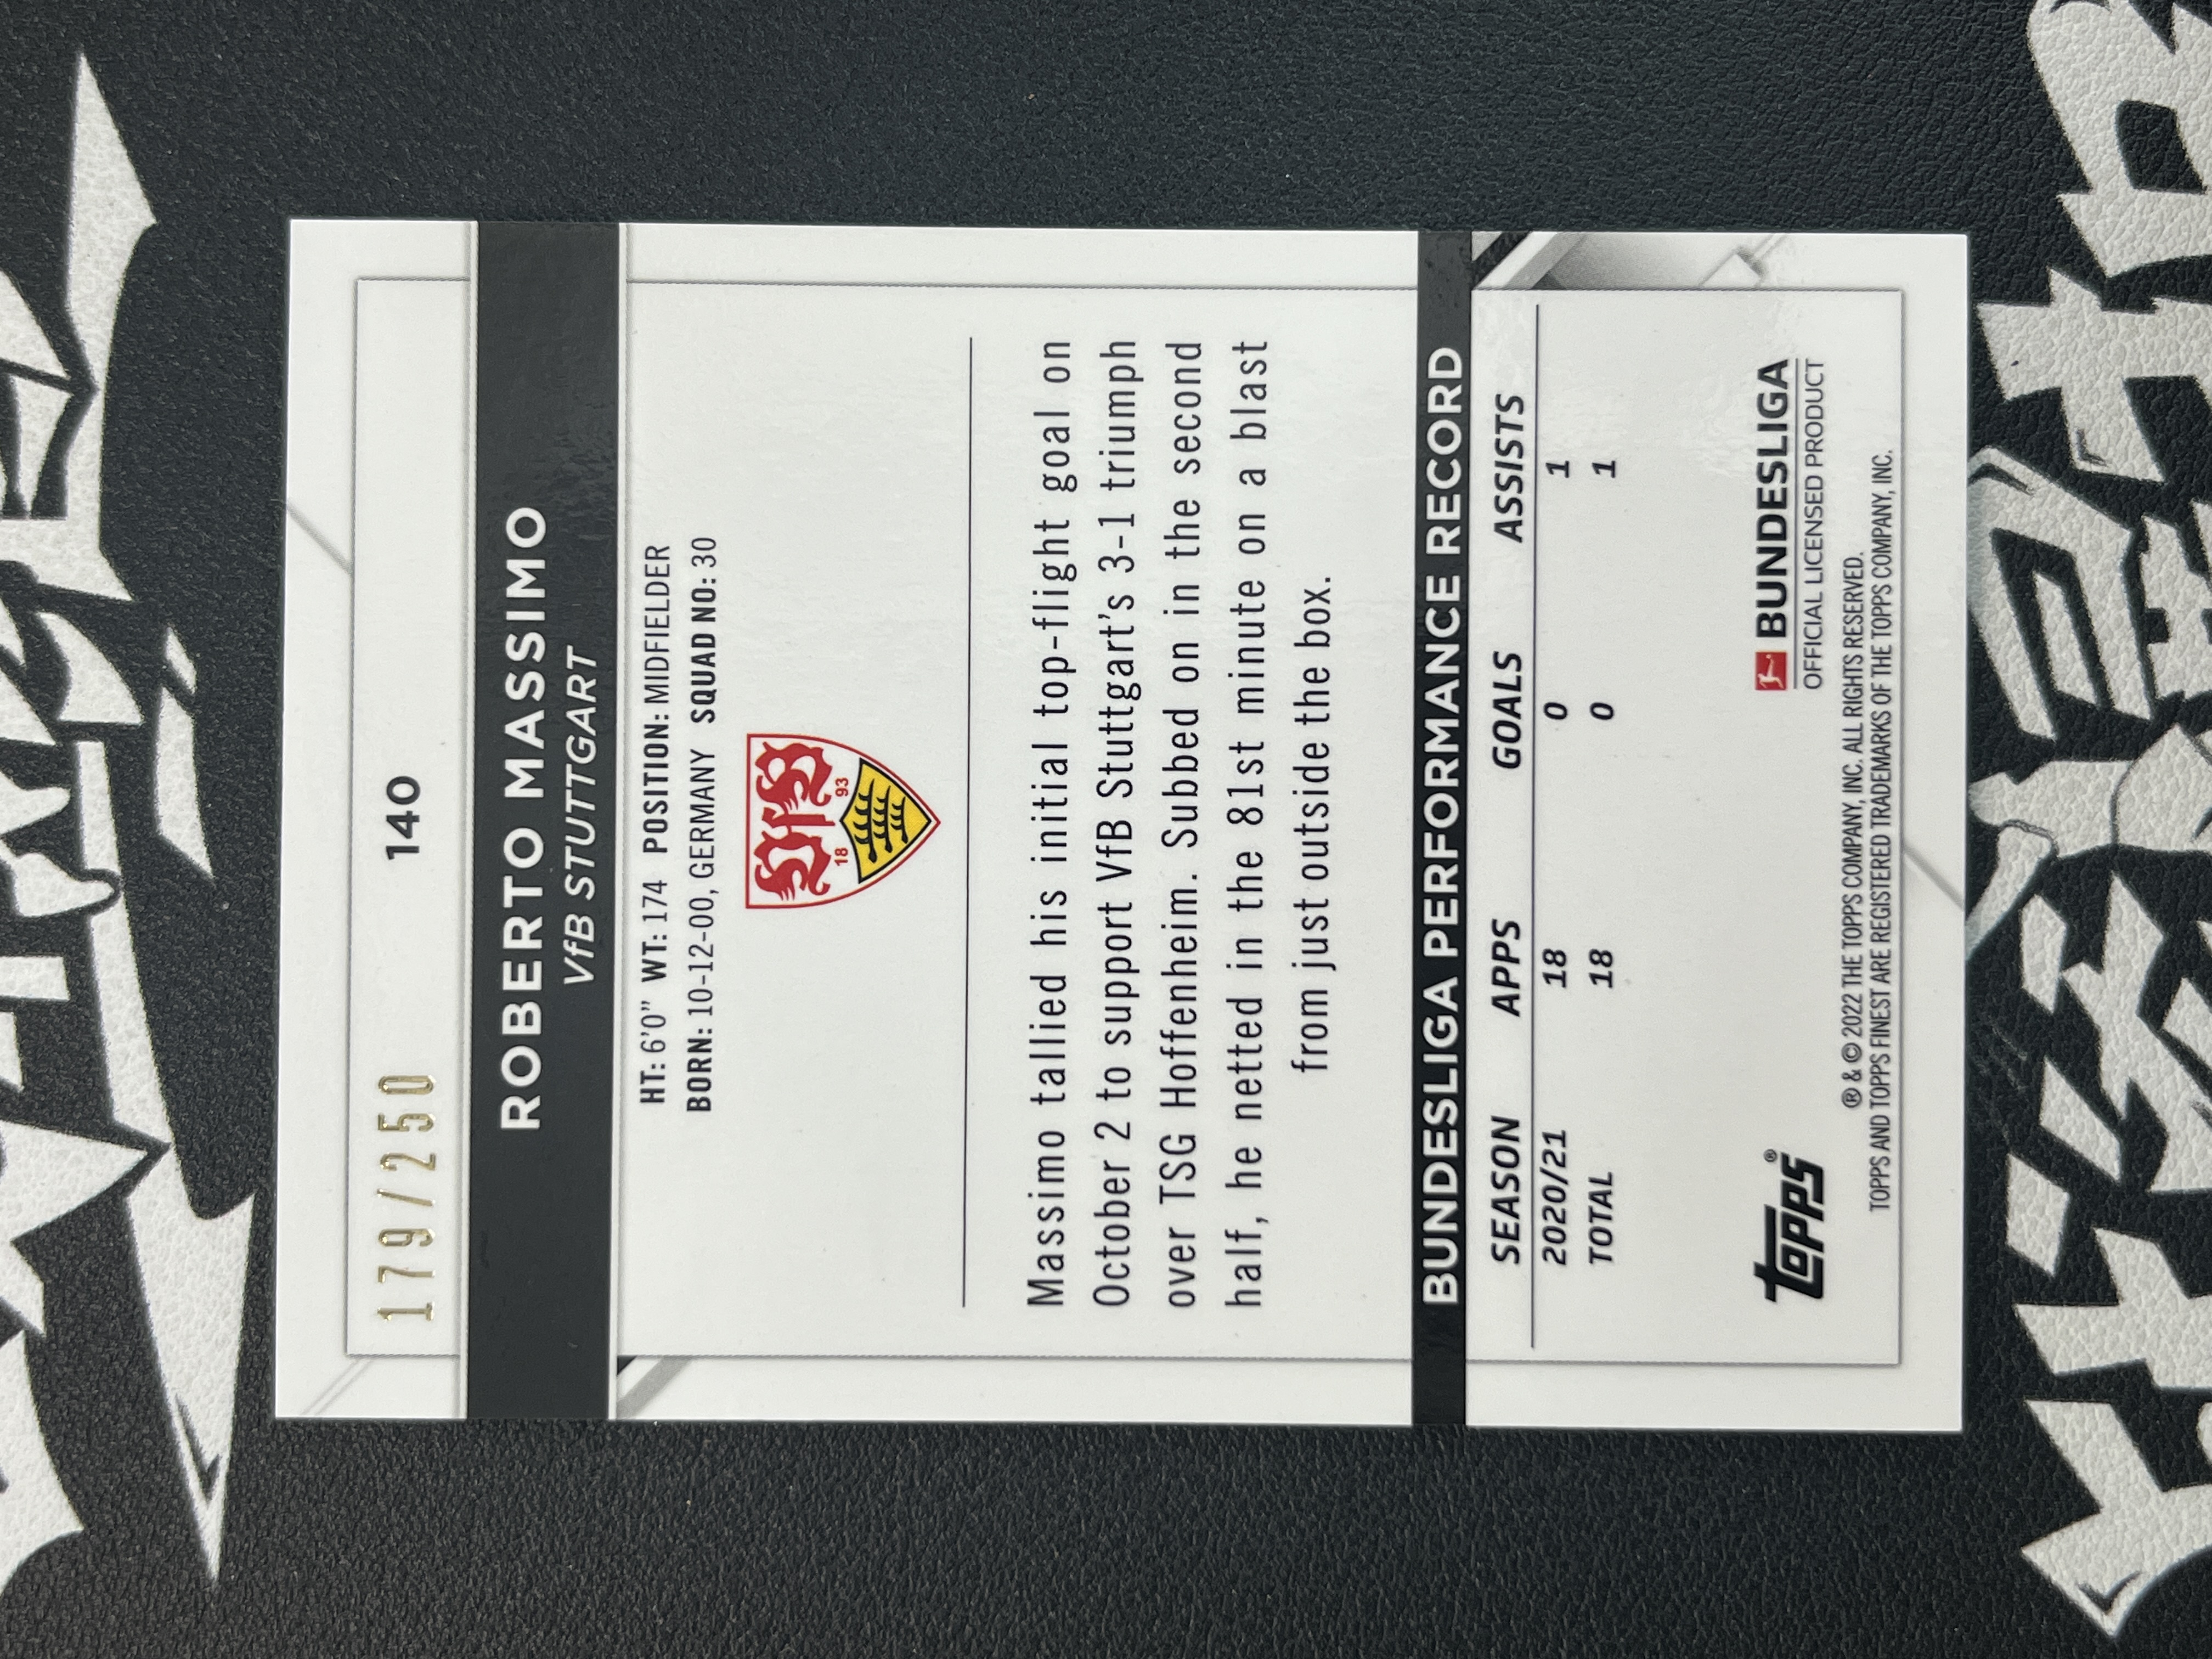 179/250
140
ROBERTO MASSIMO
VfB STUTTGART
HT: 6'0" WT: 174 POSITION: MIDFIELDER
BORN: 10-12-00, GERMANY SQUAD NO: 30
18 93
Massimo tallied his initial top-flight goal on
October 2 to support VfB Stuttgart's 3-1 triumph
over TSG Hoffenheim. Subbed on in the second
half, he netted in the 81st minute on a blast
from just outside the box.
BUNDESLIGA PERFORMANCE RECORD
SEASON APPS GOALS ASSISTS
2020/21 18 0 1
TOTAL 18 0 1
topps®
BUNDESLIGA
OFFICIAL LICENSED PRODUCT
® & © 2022 THE TOPPS COMPANY, INC. ALL RIGHTS RESERVED.
TOPPS AND TOPPS FINEST ARE REGISTERED TRADEMARKS OF THE TOPPS COMPANY, INC.